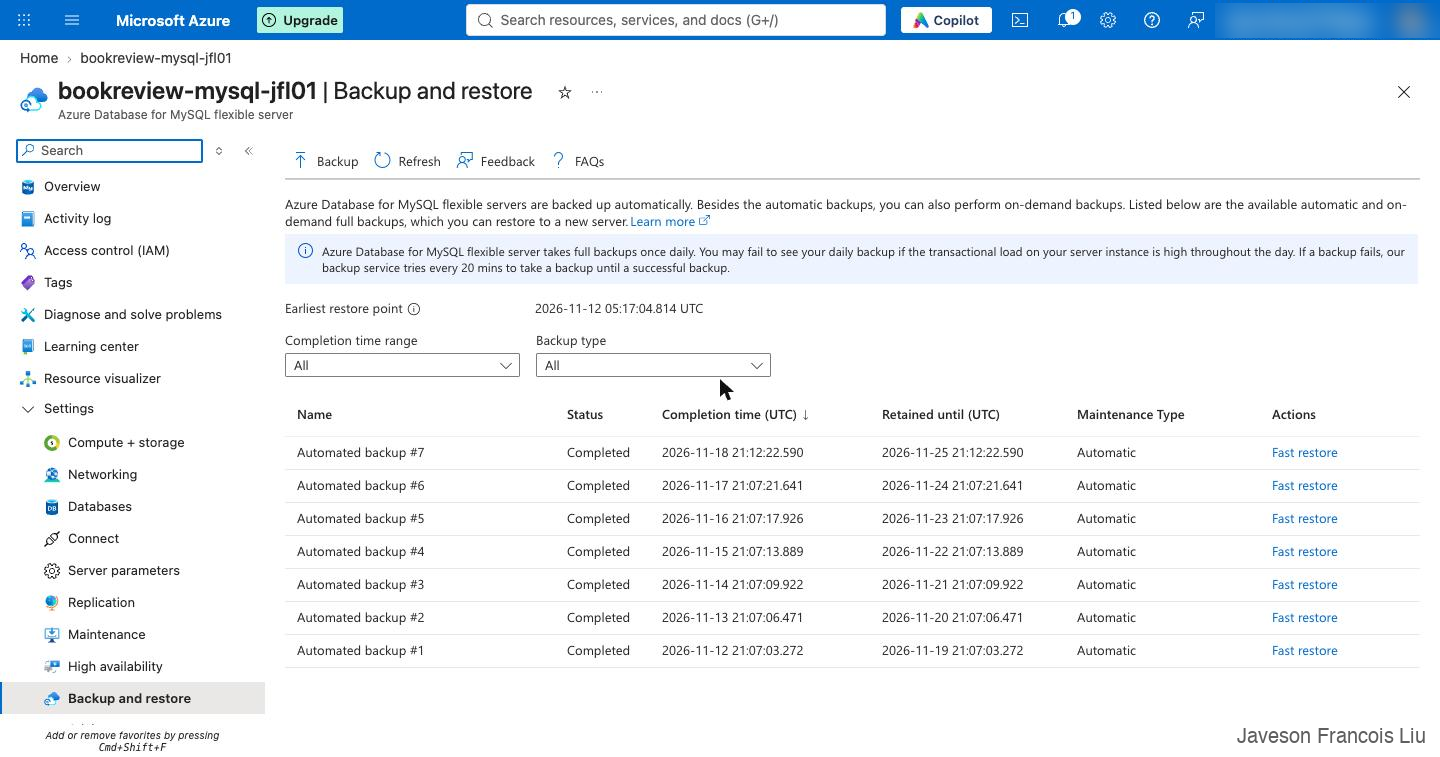 Microsoft Azure
Upgrade
Search resources, services, and docs (G+/)
Copilot
1
Home › bookreview-mysql-jfl01
bookreview-mysql-jfl01 | Backup and restore
Azure Database for MySQL flexible server
Search
Overview
Activity log
Access control (IAM)
Tags
Diagnose and solve problems
Learning center
Resource visualizer
Settings
Compute + storage
Networking
Databases
Connect
Server parameters
Replication
Maintenance
High availability
Backup and restore
Add or remove favorites by pressing
Cmd+Shift+F
Backup Refresh Feedback FAQs
Azure Database for MySQL flexible servers are backed up automatically. Besides the automatic backups, you can also perform on-demand backups. Listed below are the available automatic and on-
demand full backups, which you can restore to a new server. Learn more
Azure Database for MySQL flexible server takes full backups once daily. You may fail to see your daily backup if the transactional load on your server instance is high throughout the day. If a backup fails, our
backup service tries every 20 mins to take a backup until a successful backup.
Earliest restore point 2026-11-12 05:17:04.814 UTC
Completion time range Backup type
All All
Name Status Completion time (UTC) ↓ Retained until (UTC) Maintenance Type Actions
Automated backup #7 Completed 2026-11-18 21:12:22.590 2026-11-25 21:12:22.590 Automatic Fast restore
Automated backup #6 Completed 2026-11-17 21:07:21.641 2026-11-24 21:07:21.641 Automatic Fast restore
Automated backup #5 Completed 2026-11-16 21:07:17.926 2026-11-23 21:07:17.926 Automatic Fast restore
Automated backup #4 Completed 2026-11-15 21:07:13.889 2026-11-22 21:07:13.889 Automatic Fast restore
Automated backup #3 Completed 2026-11-14 21:07:09.922 2026-11-21 21:07:09.922 Automatic Fast restore
Automated backup #2 Completed 2026-11-13 21:07:06.471 2026-11-20 21:07:06.471 Automatic Fast restore
Automated backup #1 Completed 2026-11-12 21:07:03.272 2026-11-19 21:07:03.272 Automatic Fast restore
Javeson Francois Liu